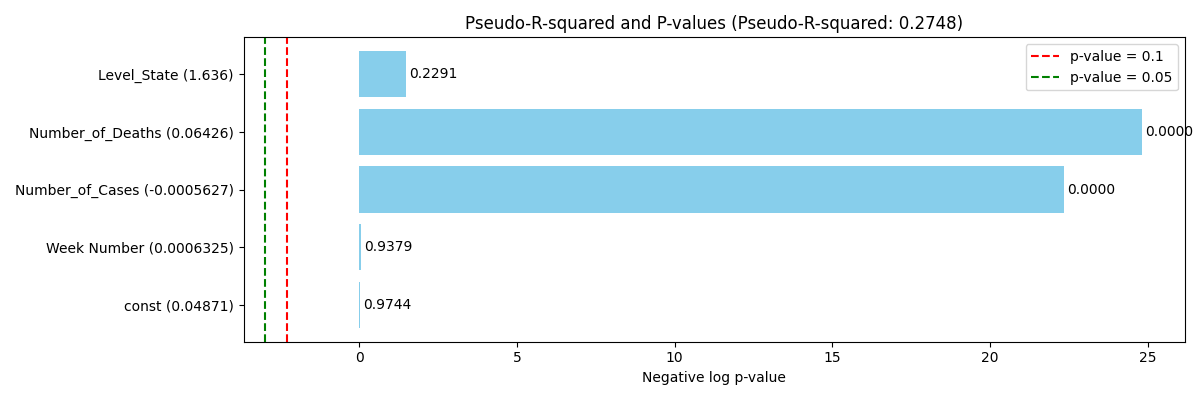 Pseudo-R-squared and P-values (Pseudo-R-squared: 0.2748)
p-value = 0.1
p-value = 0.05
Level_State (1.636)
0.2291
Number_of_Deaths (0.06426)
0.0000
Number_of_Cases (-0.0005627)
0.0000
Week Number (0.0006325)
0.9379
const (0.04871)
0.9744
0 5 10 15 20 25
Negative log p-value